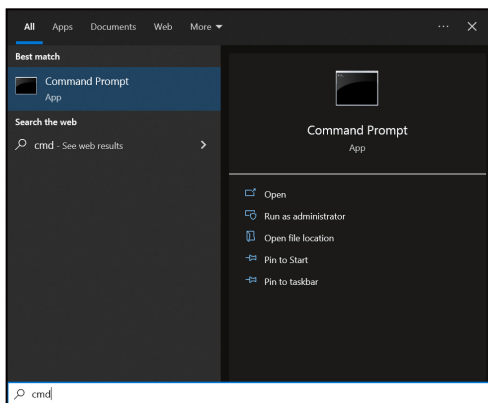 All Apps Documents Web More
Best match
Command Prompt
App
Search the web
cmd - See web results
Command Prompt
App
Open
Run as administrator
Open file location
Pin to Start
Pin to taskbar
cmd